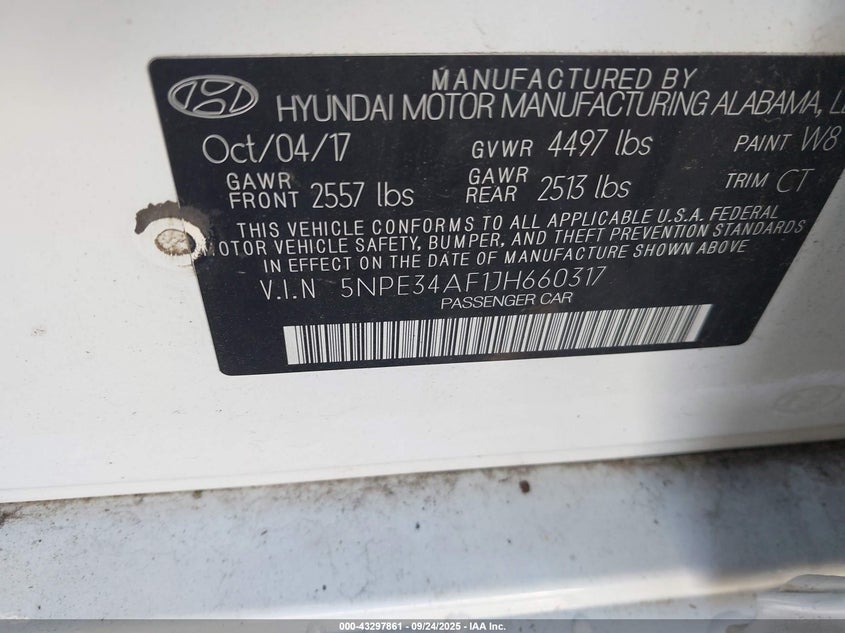 MANUFACTURED BY
HYUNDAI MOTOR MANUFACTURING ALABAMA,
Oct/04/17 GVWR 4497 lbs PAINT W8
GAWR FRONT 2557 lbs GAWR REAR 2513 lbs TRIM CT
THIS VEHICLE CONFORMS TO ALL APPLICABLE U.S.A. FEDERAL
MOTOR VEHICLE SAFETY, BUMPER, AND THEFT PREVENTION STANDARDS
IN EFFECT ON THE DATE OF MANUFACTURE SHOWN ABOVE
V.I.N 5NPE34AF1JH660317
PASSENGER CAR
000-43297861 - 09/24/2025 - IAA Inc.